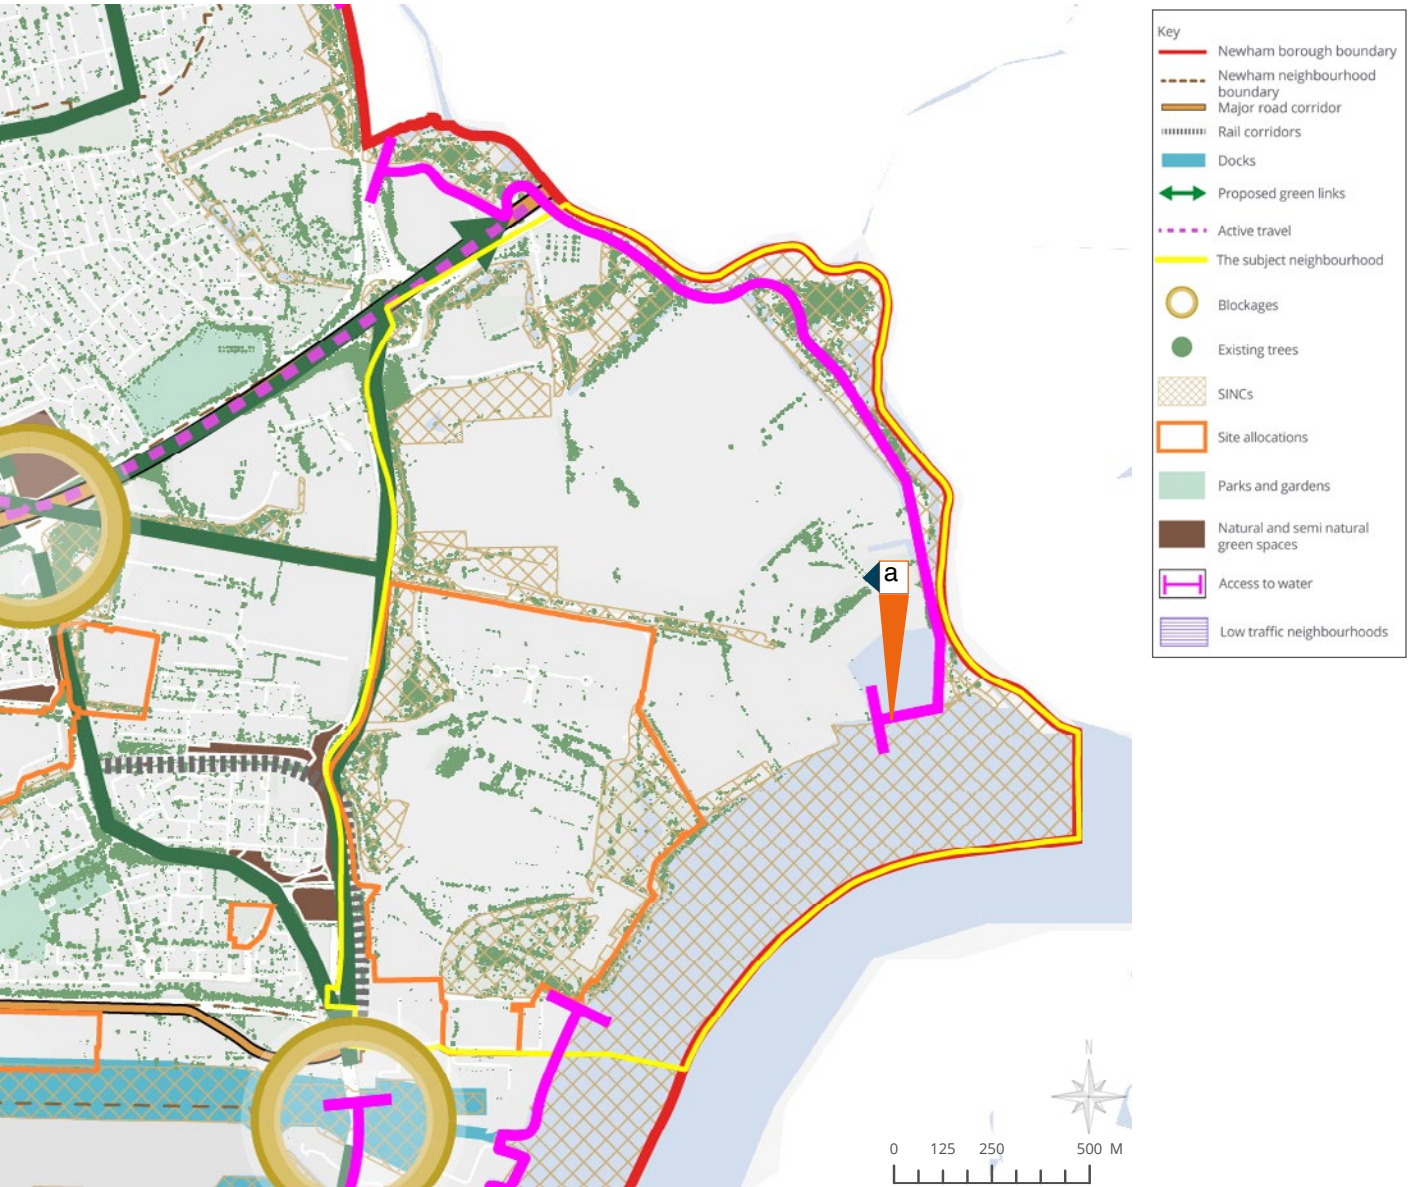 Key
Newham borough boundary
Newham neighbourhood
boundary
Major road corridor
Rail corridors
Docks
Proposed green links
Active travel
The subject neighbourhood
Blockages
Existing trees
SINCs
Site allocations
Parks and gardens
Natural and semi natural
green spaces
Access to water
Low traffic neighbourhoods
a
N
0 125 250 500 M